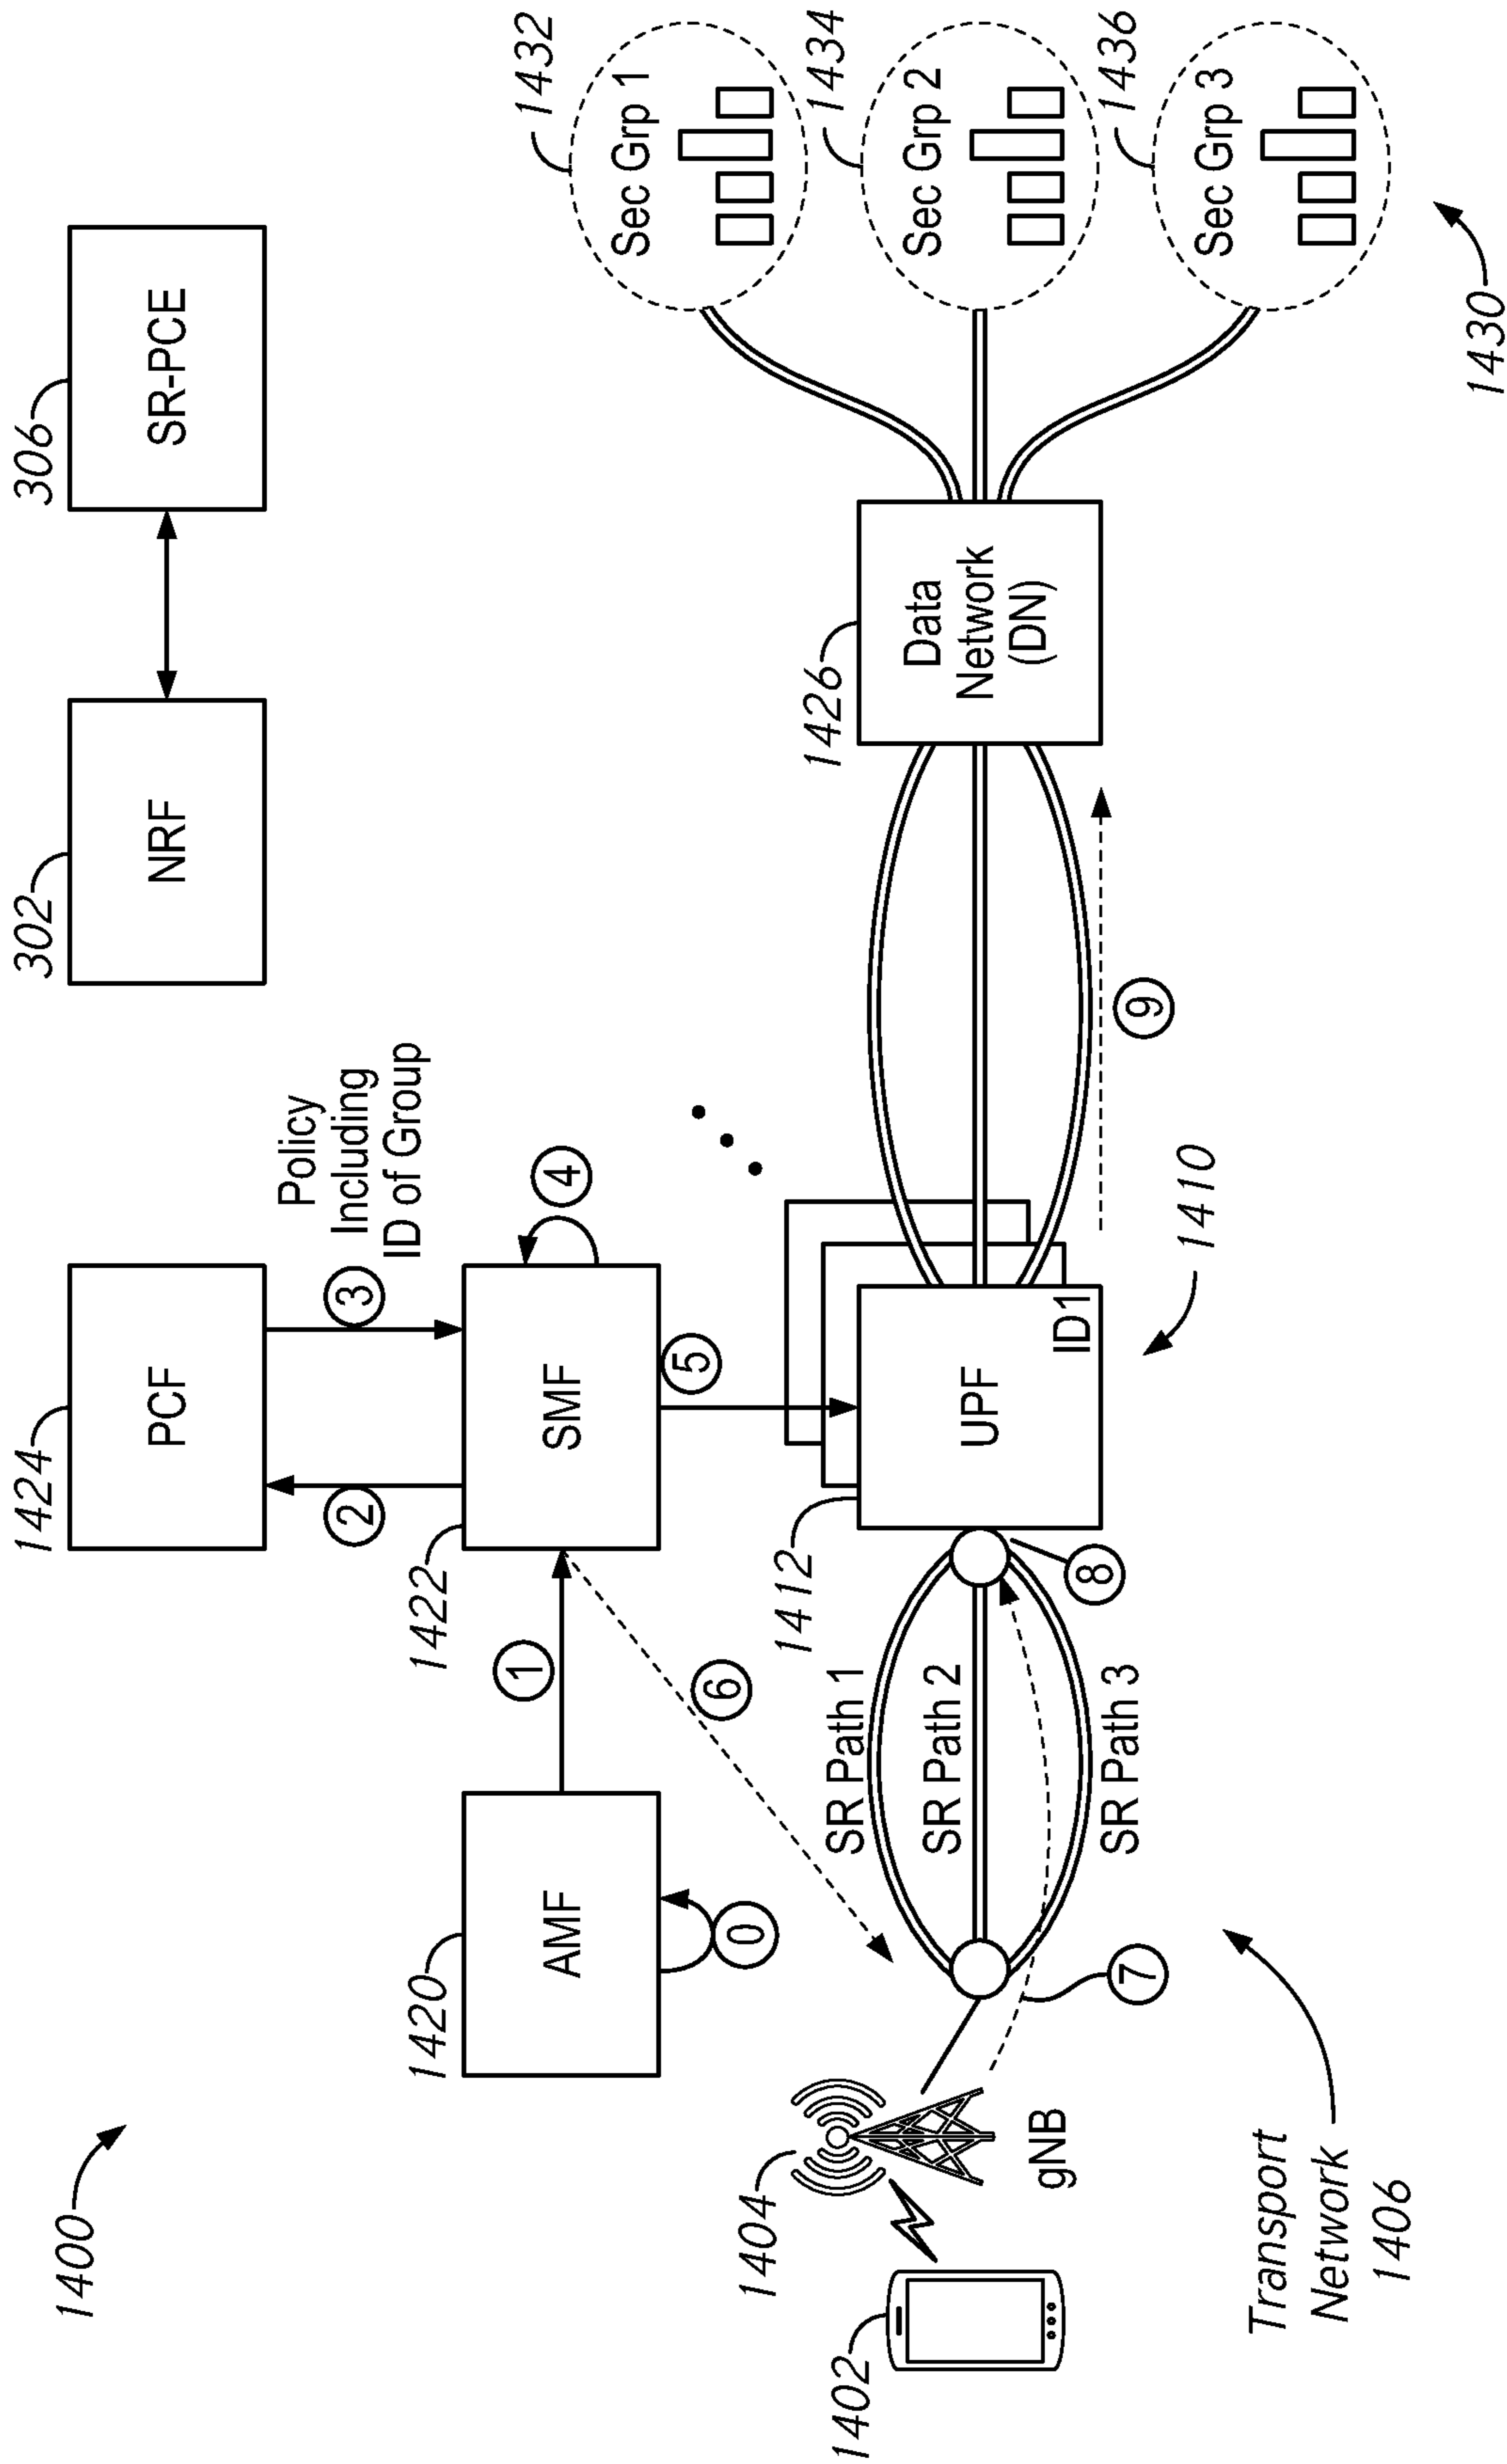 1400
302
NRF
306
SR-PCE
1424
PCF
2
3
Policy
Including
ID of Group
1420
AMF
0
1
1422
SMF
4
5
6
1432
Sec Grp 1
1434
Sec Grp 2
1436
Sec Grp 3
1430
1402
1404
gNB
SR Path 1
SR Path 2
SR Path 3
7
8
1412
UPF
ID1
1410
9
1426
Data
Network
(DN)
Transport
Network
1406